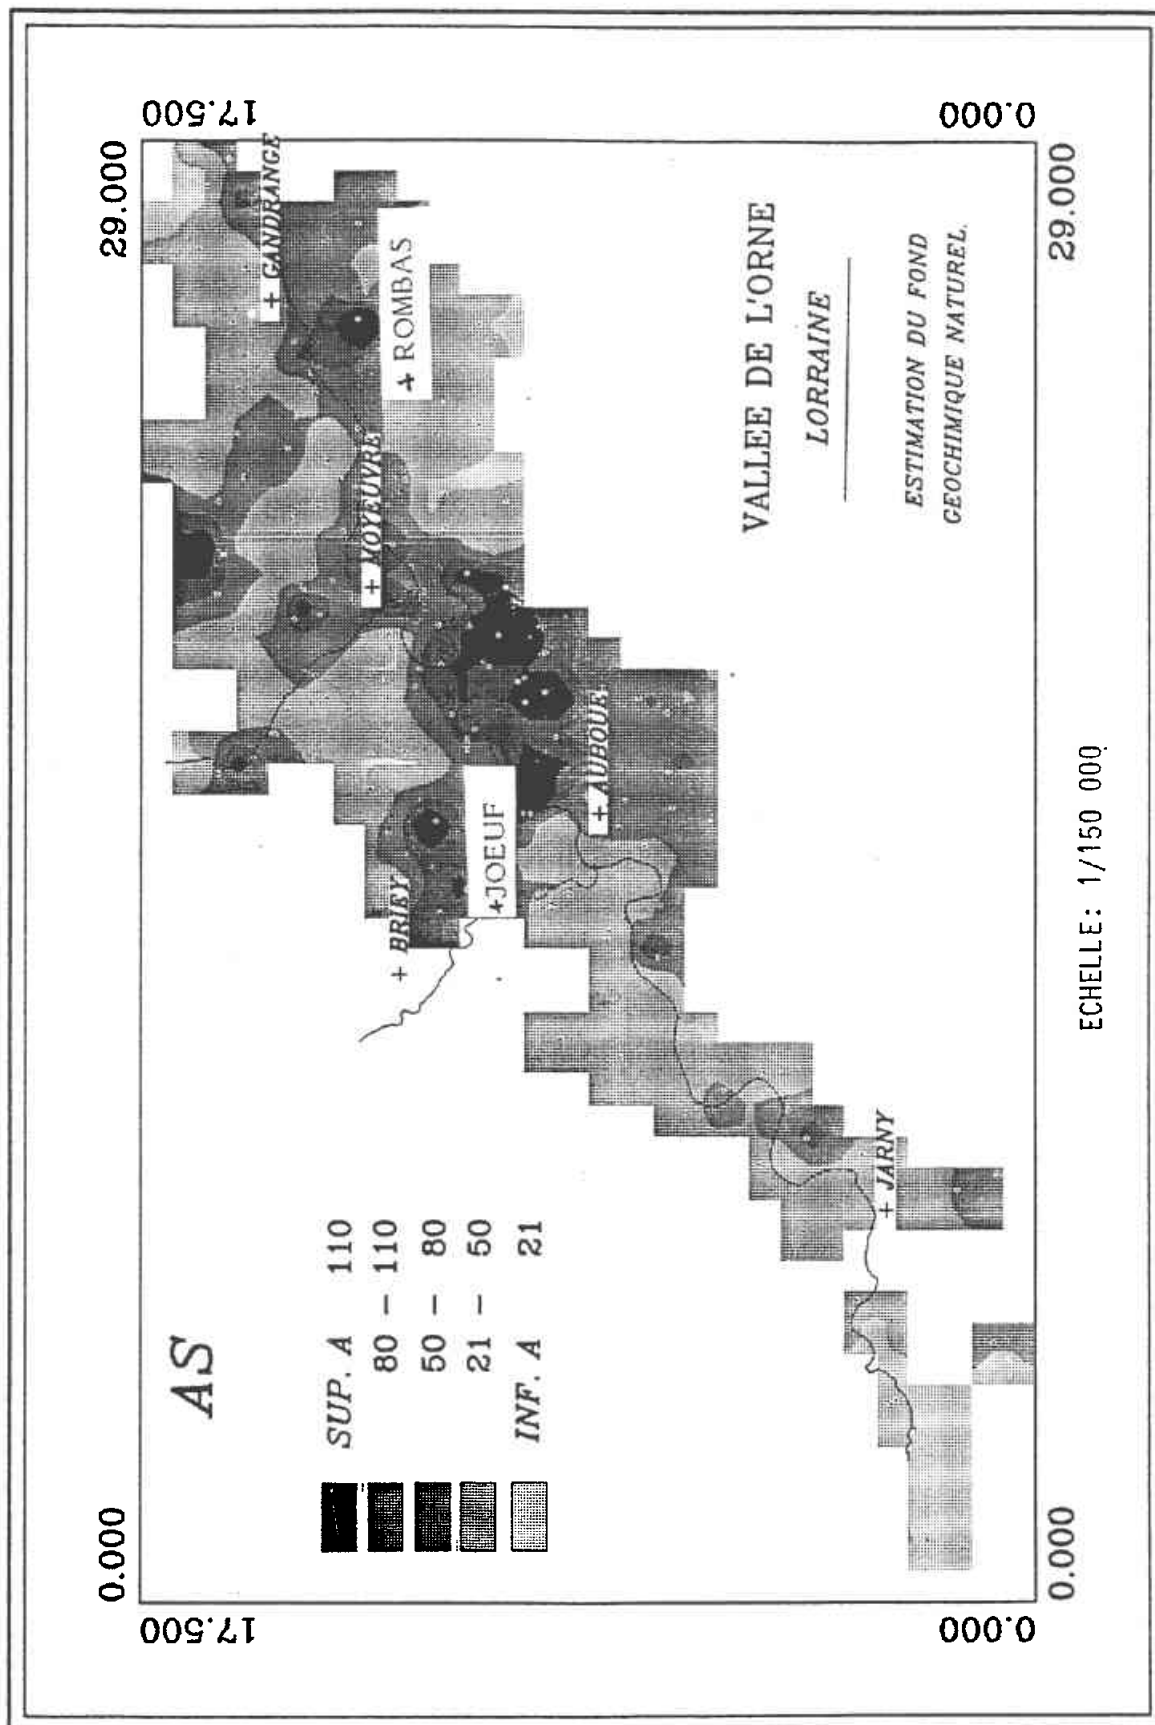 AS
SUP. A 110
80 - 110
50 - 80
21 - 50
INF. A 21
0.000
29.000
17.500
17.500
0.000
0.000
0.000
29.000
+ GANDRANGE
+ ROMBAS
+ MOYEUVRE
+ BRIEY
+ JOEUF
+ AUBOUE
+ JARNY
VALLEE DE L'ORNE
LORRAINE
ESTIMATION DU FOND
GEOCHIMIQUE NATUREL.
ECHELLE: 1/150 000